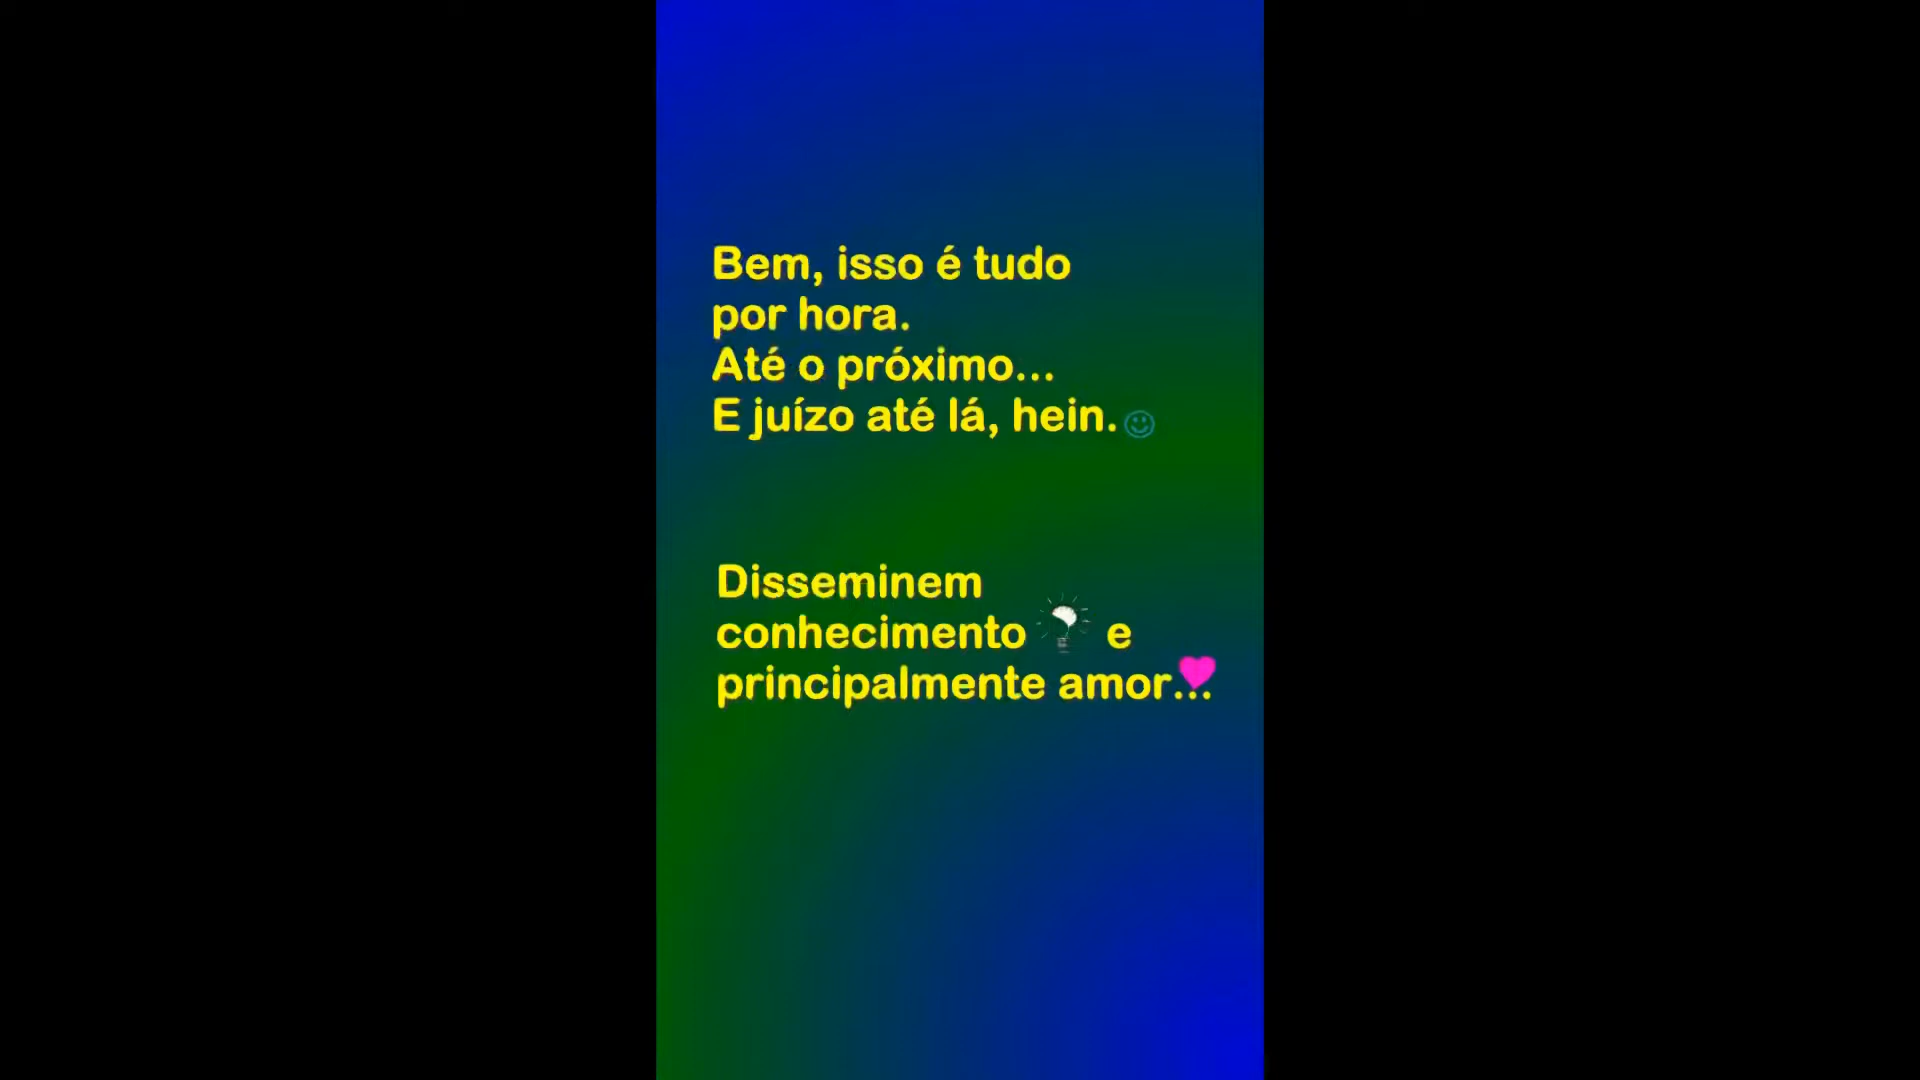 Bem, isso é tudo
por hora.
Até o próximo...
E juízo até lá, hein.
Disseminem
conhecimento e
principalmente amor...